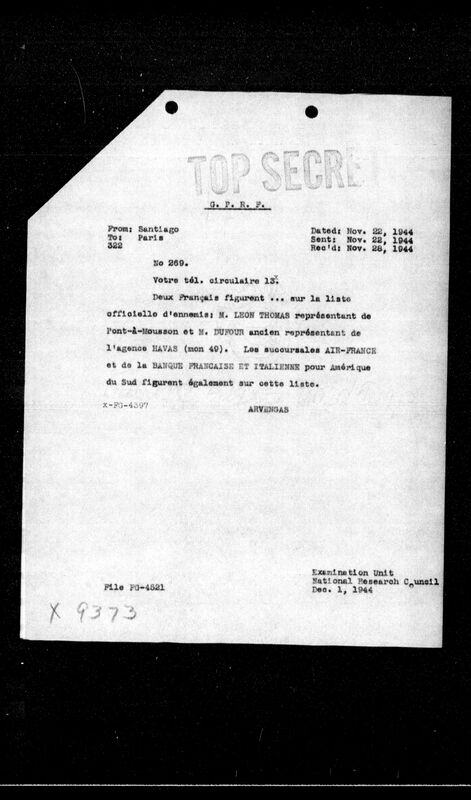 TOP SECRE
G. P. R. F.
From: Santiago
To: Paris
322
Dated: Nov. 22, 1944
Sent: Nov. 22, 1944
Rec'd: Nov. 28, 1944
No 269.
Votre tél. circulaire 13x.
Deux Français figurent ... sur la liste
officielle d'ennemis: M. LEON THOMAS représentant de
Pont-À-Mousson et M. DUFOUR ancien représentant de
l'agence HAVAS (mon 49). Les succursales AIR-FRANCE
et de la BANQUE FRANCAISE ET ITALIENNE pour Amérique
du Sud figurent également sur cette liste.
X-FG-4397
ARVENGAS
Examination Unit
National Research Council
Dec. 1, 1944
File FG-4521
X 9373